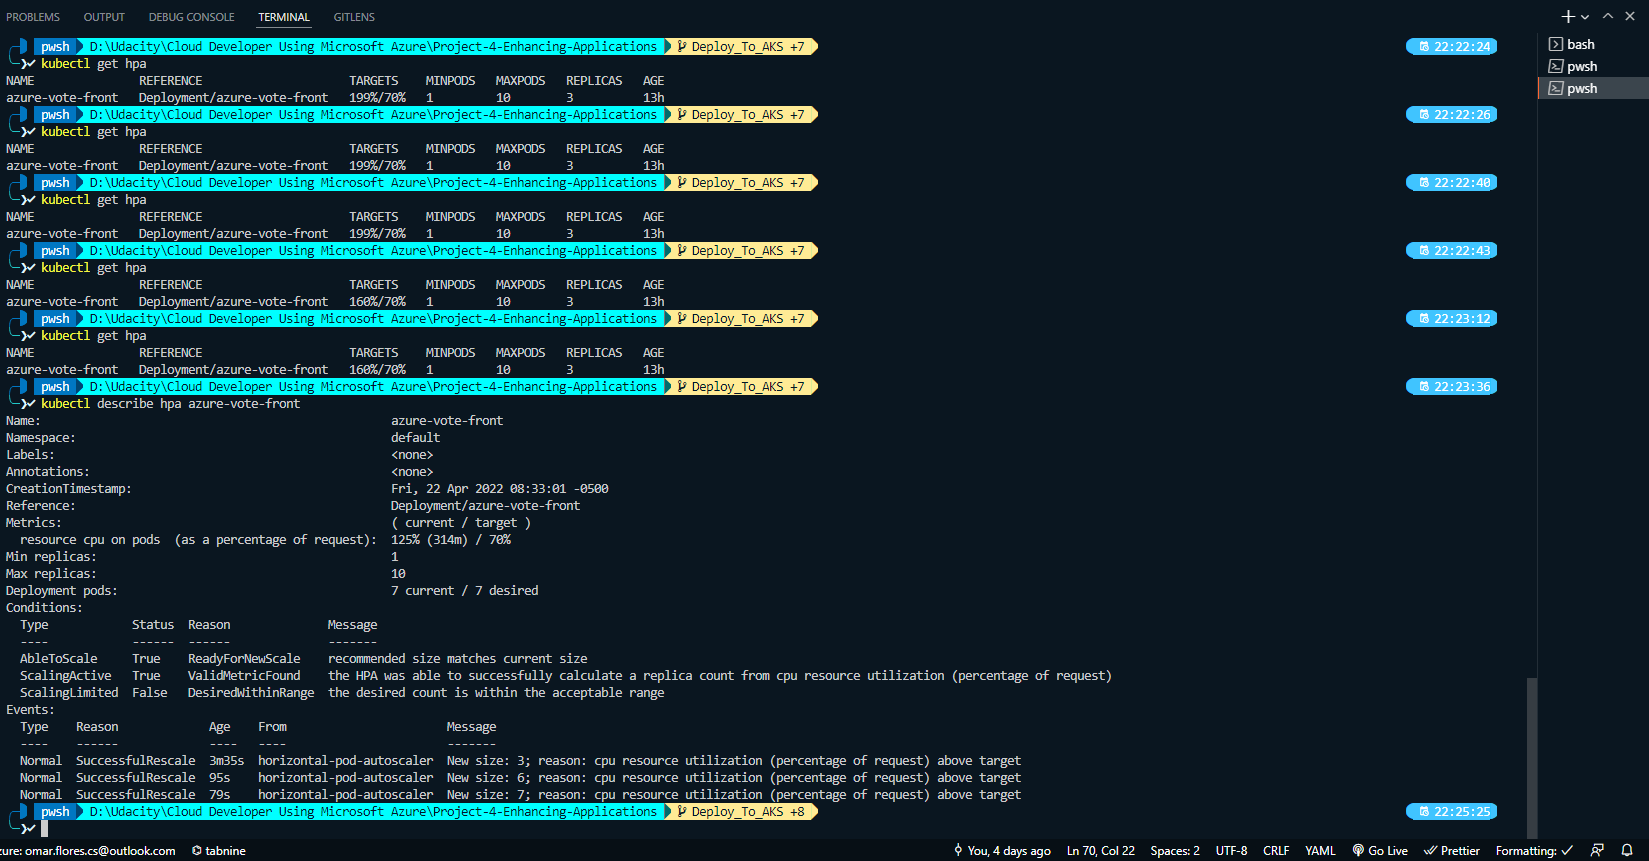 PROBLEMS OUTPUT DEBUG CONSOLE TERMINAL GITLENS
bash
pwsh
pwsh
pwsh D:\Udacity\Cloud Developer Using Microsoft Azure\Project-4-Enhancing-Applications Deploy_To_AKS +7 22:22:24
kubectl get hpa
NAME REFERENCE TARGETS MINPODS MAXPODS REPLICAS AGE
azure-vote-front Deployment/azure-vote-front 199%/70% 1 10 3 13h
pwsh D:\Udacity\Cloud Developer Using Microsoft Azure\Project-4-Enhancing-Applications Deploy_To_AKS +7 22:22:26
kubectl get hpa
NAME REFERENCE TARGETS MINPODS MAXPODS REPLICAS AGE
azure-vote-front Deployment/azure-vote-front 199%/70% 1 10 3 13h
pwsh D:\Udacity\Cloud Developer Using Microsoft Azure\Project-4-Enhancing-Applications Deploy_To_AKS +7 22:22:40
kubectl get hpa
NAME REFERENCE TARGETS MINPODS MAXPODS REPLICAS AGE
azure-vote-front Deployment/azure-vote-front 199%/70% 1 10 3 13h
pwsh D:\Udacity\Cloud Developer Using Microsoft Azure\Project-4-Enhancing-Applications Deploy_To_AKS +7 22:22:43
kubectl get hpa
NAME REFERENCE TARGETS MINPODS MAXPODS REPLICAS AGE
azure-vote-front Deployment/azure-vote-front 160%/70% 1 10 3 13h
pwsh D:\Udacity\Cloud Developer Using Microsoft Azure\Project-4-Enhancing-Applications Deploy_To_AKS +7 22:23:12
kubectl get hpa
NAME REFERENCE TARGETS MINPODS MAXPODS REPLICAS AGE
azure-vote-front Deployment/azure-vote-front 160%/70% 1 10 3 13h
pwsh D:\Udacity\Cloud Developer Using Microsoft Azure\Project-4-Enhancing-Applications Deploy_To_AKS +7 22:23:36
kubectl describe hpa azure-vote-front
Name: azure-vote-front
Namespace: default
Labels: <none>
Annotations: <none>
CreationTimestamp: Fri, 22 Apr 2022 08:33:01 -0500
Reference: Deployment/azure-vote-front
Metrics: ( current / target )
resource cpu on pods (as a percentage of request): 125% (314m) / 70%
Min replicas: 1
Max replicas: 10
Deployment pods: 7 current / 7 desired
Conditions:
Type Status Reason Message
---- ------ ------ -------
AbleToScale True ReadyForNewScale recommended size matches current size
ScalingActive True ValidMetricFound the HPA was able to successfully calculate a replica count from cpu resource utilization (percentage of request)
ScalingLimited False DesiredWithinRange the desired count is within the acceptable range
Events:
Type Reason Age From Message
---- ------ ---- ---- -------
Normal SuccessfulRescale 3m35s horizontal-pod-autoscaler New size: 3; reason: cpu resource utilization (percentage of request) above target
Normal SuccessfulRescale 95s horizontal-pod-autoscaler New size: 6; reason: cpu resource utilization (percentage of request) above target
Normal SuccessfulRescale 79s horizontal-pod-autoscaler New size: 7; reason: cpu resource utilization (percentage of request) above target
pwsh D:\Udacity\Cloud Developer Using Microsoft Azure\Project-4-Enhancing-Applications Deploy_To_AKS +8 22:25:25
zure: omar.flores.cs@outlook.com tabnine You, 4 days ago Ln 70, Col 22 Spaces: 2 UTF-8 CRLF YAML Go Live Prettier Formatting: ✓